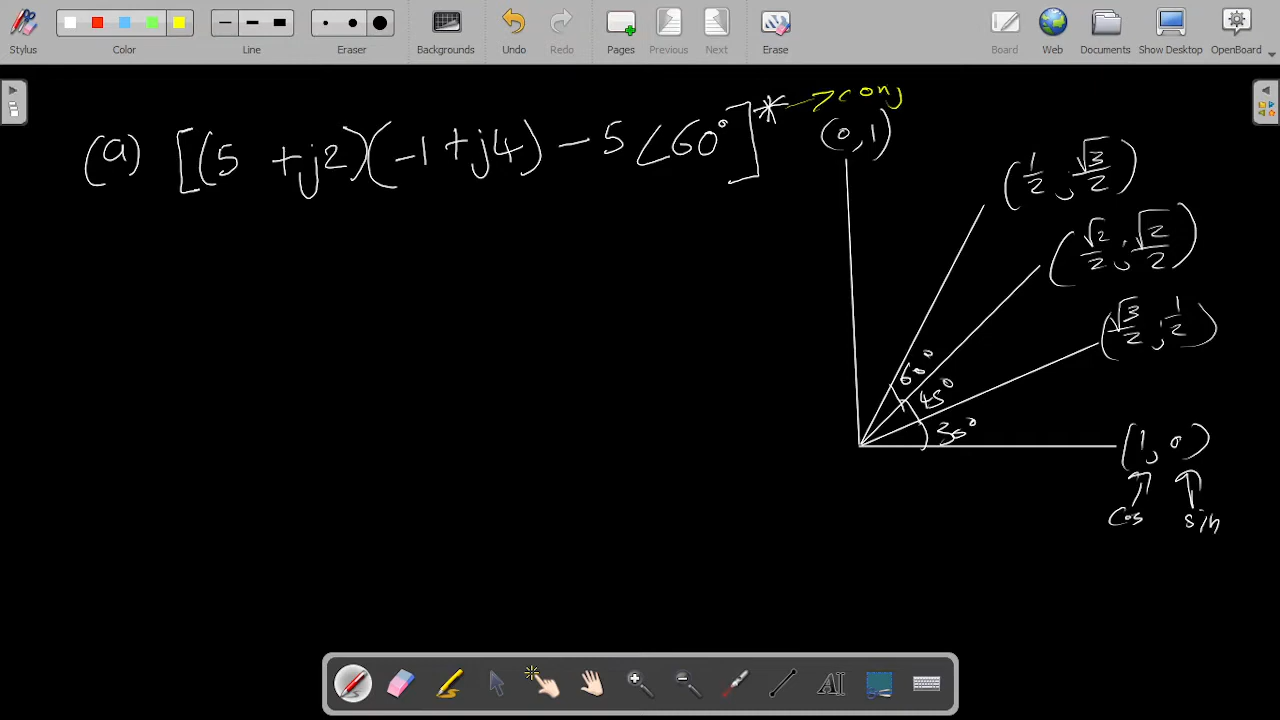 Stylus Color Line Eraser Backgrounds Undo Redo Pages Previous Next Erase Board Web Documents Show Desktop OpenBoard
(a) [(5 +j2)(-1+j4) - 5∠60°]* -> conj
(0,1)
(1/2 ; √3/2)
(√2/2 ; √2/2)
(√3/2 ; 1/2)
60°
45°
30°
(1, 0)
cos sin
AI